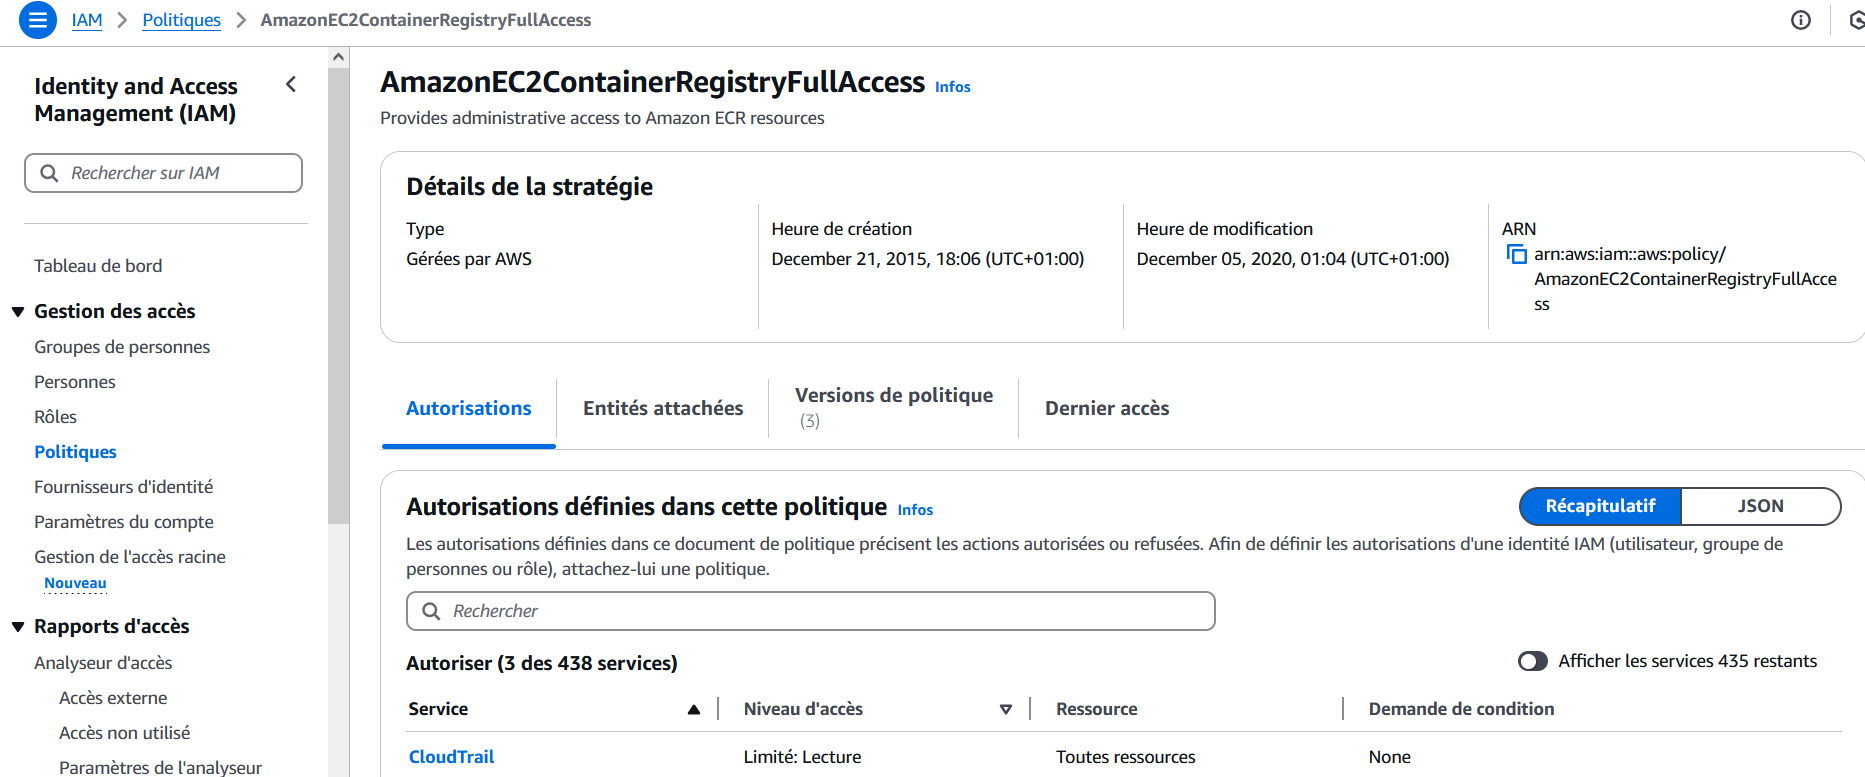 IAM > Politiques > AmazonEC2ContainerRegistryFullAccess
Identity and Access
Management (IAM)
Rechercher sur IAM
Tableau de bord
Gestion des accès
Groupes de personnes
Personnes
Rôles
Politiques
Fournisseurs d'identité
Paramètres du compte
Gestion de l'accès racine
Nouveau
Rapports d'accès
Analyseur d'accès
Accès externe
Accès non utilisé
Paramètres de l'analyseur
AmazonEC2ContainerRegistryFullAccess Infos
Provides administrative access to Amazon ECR resources
Détails de la stratégie
Type
Gérées par AWS
Heure de création
December 21, 2015, 18:06 (UTC+01:00)
Heure de modification
December 05, 2020, 01:04 (UTC+01:00)
ARN
arn:aws:iam::aws:policy/
AmazonEC2ContainerRegistryFullAcce
ss
Autorisations
Entités attachées
Versions de politique
(3)
Dernier accès
Autorisations définies dans cette politique Infos
Récapitulatif
JSON
Les autorisations définies dans ce document de politique précisent les actions autorisées ou refusées. Afin de définir les autorisations d'une identité IAM (utilisateur, groupe de
personnes ou rôle), attachez-lui une politique.
Rechercher
Autoriser (3 des 438 services)
Afficher les services 435 restants
Service Niveau d'accès Ressource Demande de condition
CloudTrail Limité: Lecture Toutes ressources None